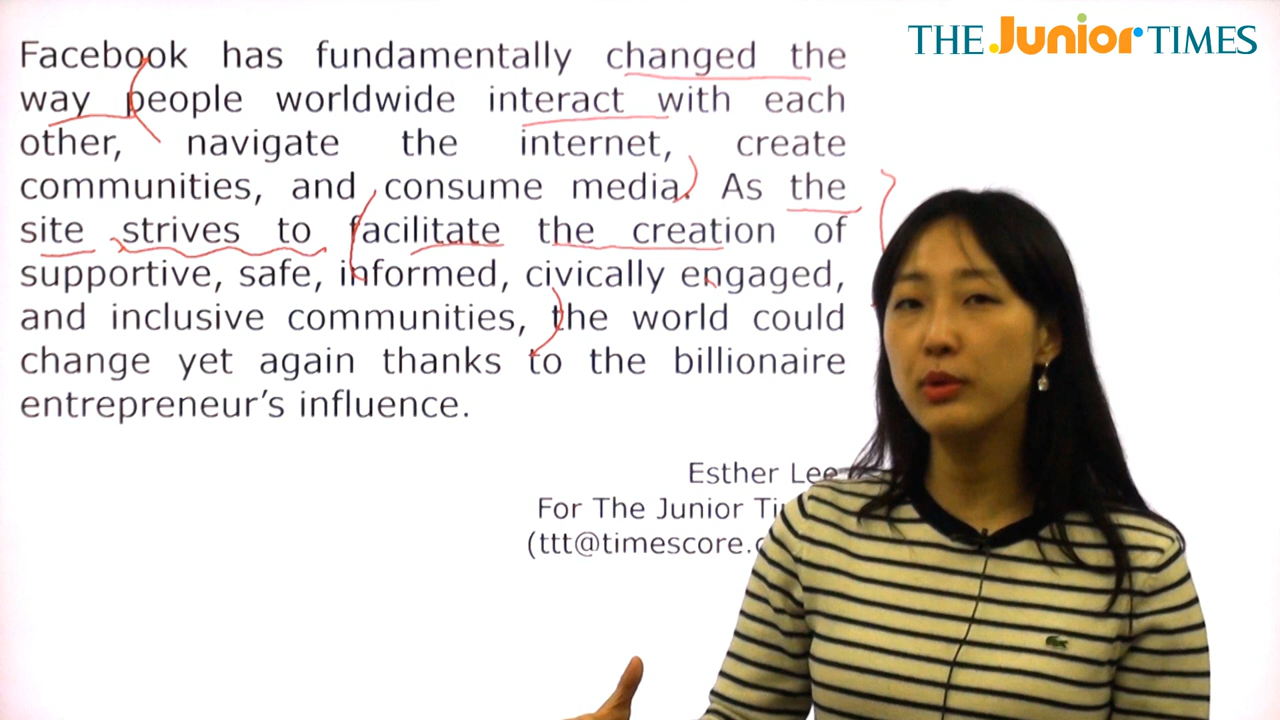 THE Junior TIMES
Facebook has fundamentally changed the
way people worldwide interact with each
other, navigate the internet, create
communities, and consume media. As the
site strives to facilitate the creation of
supportive, safe, informed, civically engaged,
and inclusive communities, the world could
change yet again thanks to the billionaire
entrepreneur’s influence.
Esther Lee
For The Junior
(ttt@timescore.